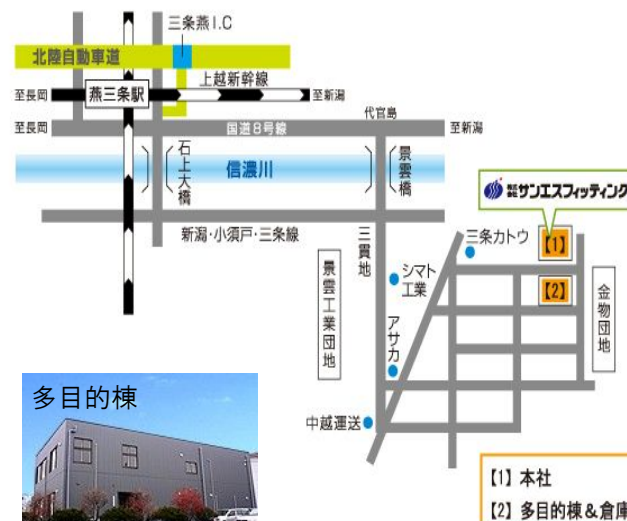 三条燕I.C
北陸自動車道
上越新幹線
至長岡
燕三条駅
至新潟
代官島
至長岡
国道8号線
至新潟
石上大橋
信濃川
景雲橋
株式会社サンエスフィッティング
新潟・小須戸・三条線
三貫地
三条カトウ
【1】
シマト
工業
景雲工業団地
【2】
金物団地
アサカ
多目的棟
中越運送
【1】本社
【2】多目的棟&倉庫